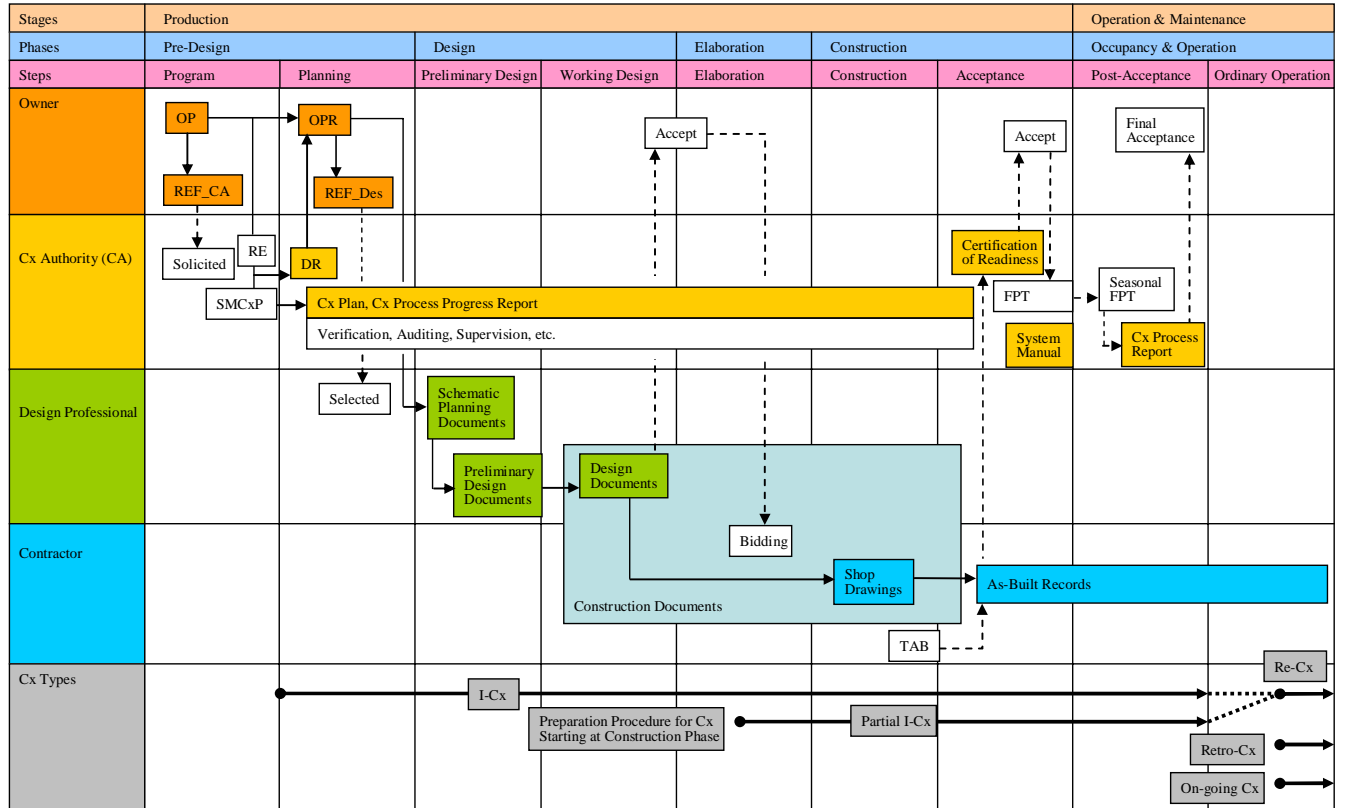 Stages
Production
Operation & Maintenance
Phases
Pre-Design
Design
Elaboration
Construction
Occupancy & Operation
Steps
Program
Planning
Preliminary Design
Working Design
Elaboration
Construction
Acceptance
Post-Acceptance
Ordinary Operation
Owner
OP
OPR
Accept
Accept
Final
Acceptance
REF_CA
REF_Des
Cx Authority (CA)
Solicited
RE
DR
Certification
of Readiness
SMCxP
Cx Plan, Cx Process Progress Report
Verification, Auditing, Supervision, etc.
FPT
Seasonal
FPT
System
Manual
Cx Process
Report
Design Professional
Selected
Schematic
Planning
Documents
Preliminary
Design
Documents
Design
Documents
Contractor
Bidding
Shop
Drawings
As-Built Records
Construction Documents
TAB
Cx Types
Re-Cx
I-Cx
Preparation Procedure for Cx
Starting at Construction Phase
Partial I-Cx
Retro-Cx
On-going Cx